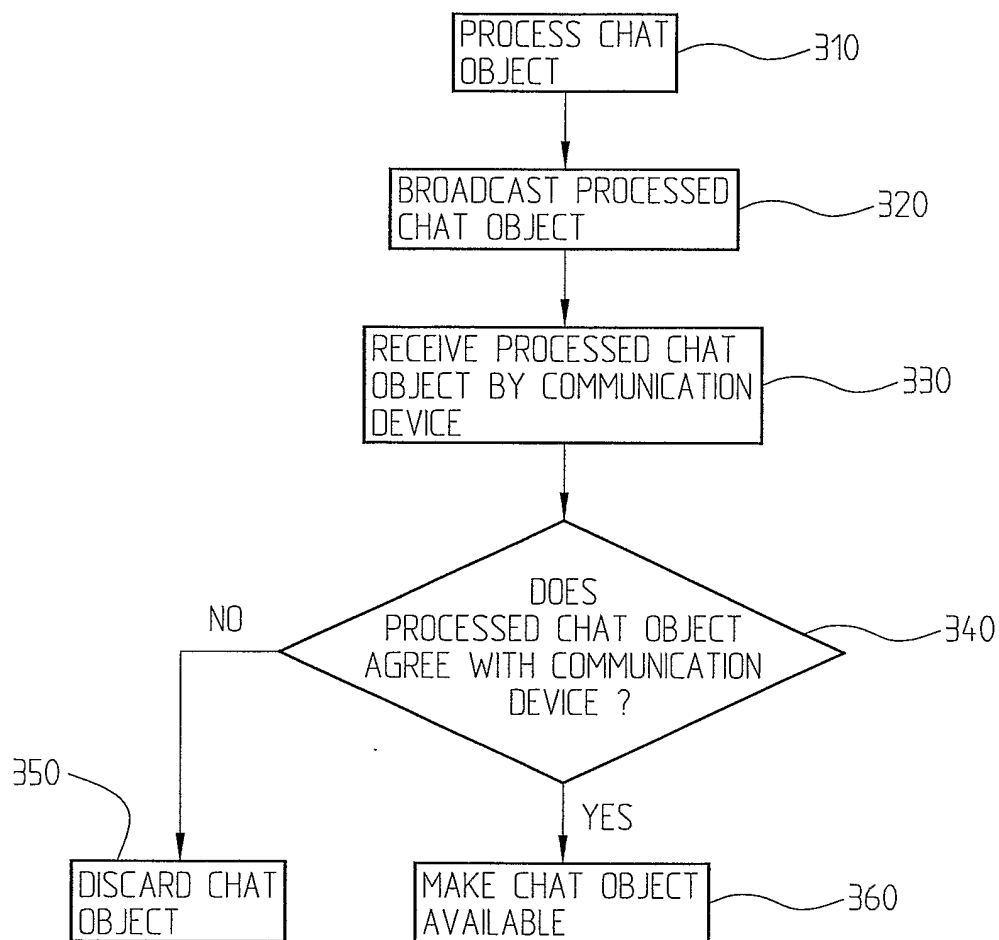 PROCESS CHAT
OBJECT
310
BROADCAST PROCESSED
CHAT OBJECT
320
RECEIVE PROCESSED CHAT
OBJECT BY COMMUNICATION
DEVICE
330
DOES
PROCESSED CHAT OBJECT
AGREE WITH COMMUNICATION
DEVICE ?
340
NO
YES
350
DISCARD CHAT
OBJECT
MAKE CHAT OBJECT
AVAILABLE
360